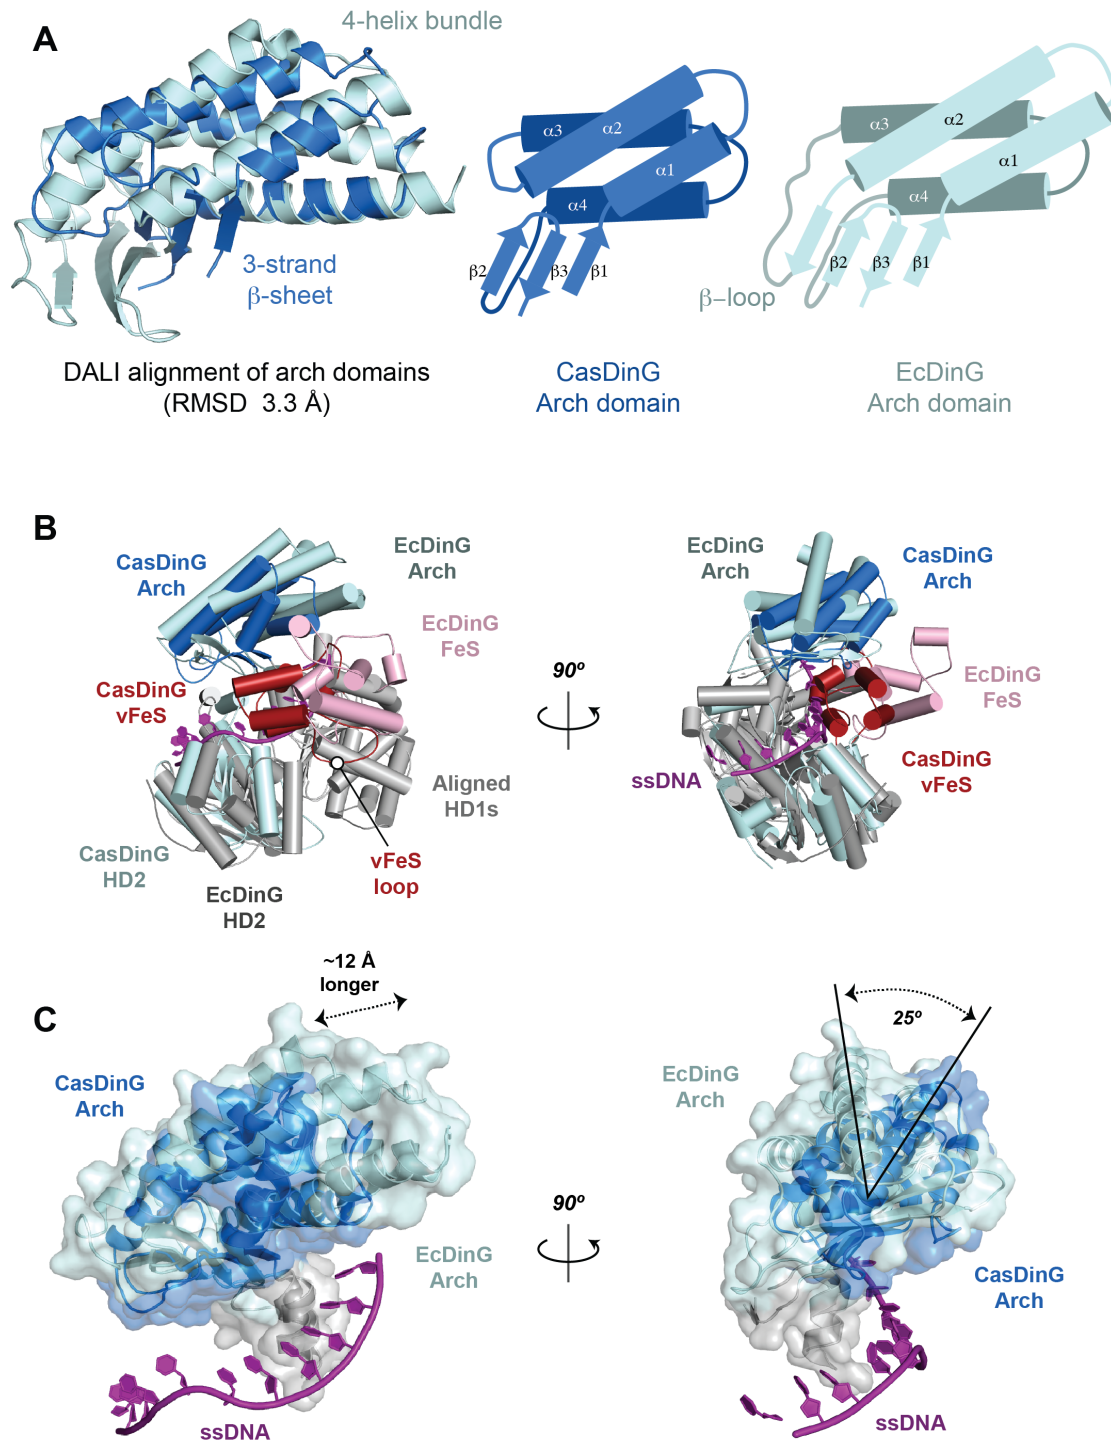 A
4-helix bundle
3-strand
β-sheet
DALI alignment of arch domains
(RMSD 3.3 Å)
α3
α2
α1
α4
β2
β3
β1
CasDinG
Arch domain
α3
α2
α1
α4
β2
β3
β1
β-loop
EcDinG
Arch domain
B
CasDinG
Arch
EcDinG
Arch
EcDinG
FeS
CasDinG
vFeS
Aligned
HD1s
CasDinG
HD2
EcDinG
HD2
vFeS
loop
90º
EcDinG
Arch
CasDinG
Arch
EcDinG
FeS
ssDNA
CasDinG
vFeS
C
~12 Å
longer
CasDinG
Arch
EcDinG
Arch
ssDNA
90º
25º
EcDinG
Arch
CasDinG
Arch
ssDNA